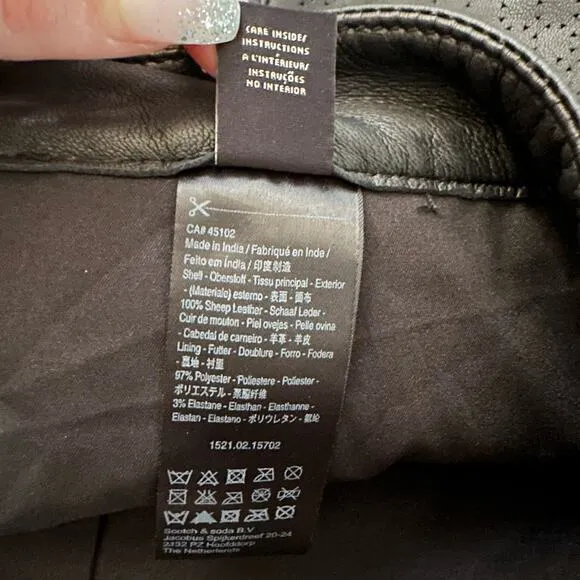 CARE INSIDE/
INSTRUCTIONS
A L'INTÉRIEUR/
INSTRUÇÕES
NO INTERIOR
CA# 45102
Made in India / Fabriqué en Inde /
Feito em Índia / 印度制造
Shell - Oberstoff - Tissu principal - Exterior
- (Materiale) esterno - 表面 - 面布
100% Sheep Leather - Schaaf Leder -
Cuir de mouton - Piel ovejas - Pelle ovina
- Cabedal de carneiro - 羊革 - 羊皮
Lining - Futter - Doublure - Forro - Fodera
- 裏地 - 衬里
97% Polyester - Poliestere - Poliester -
ポリエステル - 聚酯纤维
3% Elastane - Elasthan - Elasthanne -
Elastan - Elastano - ポリウレタン - 氨纶
1521.02.15702
Scotch & soda B.V
Jacobus Spijkerdreef 20-24
2132 PZ Hoofddorp
The Netherlands